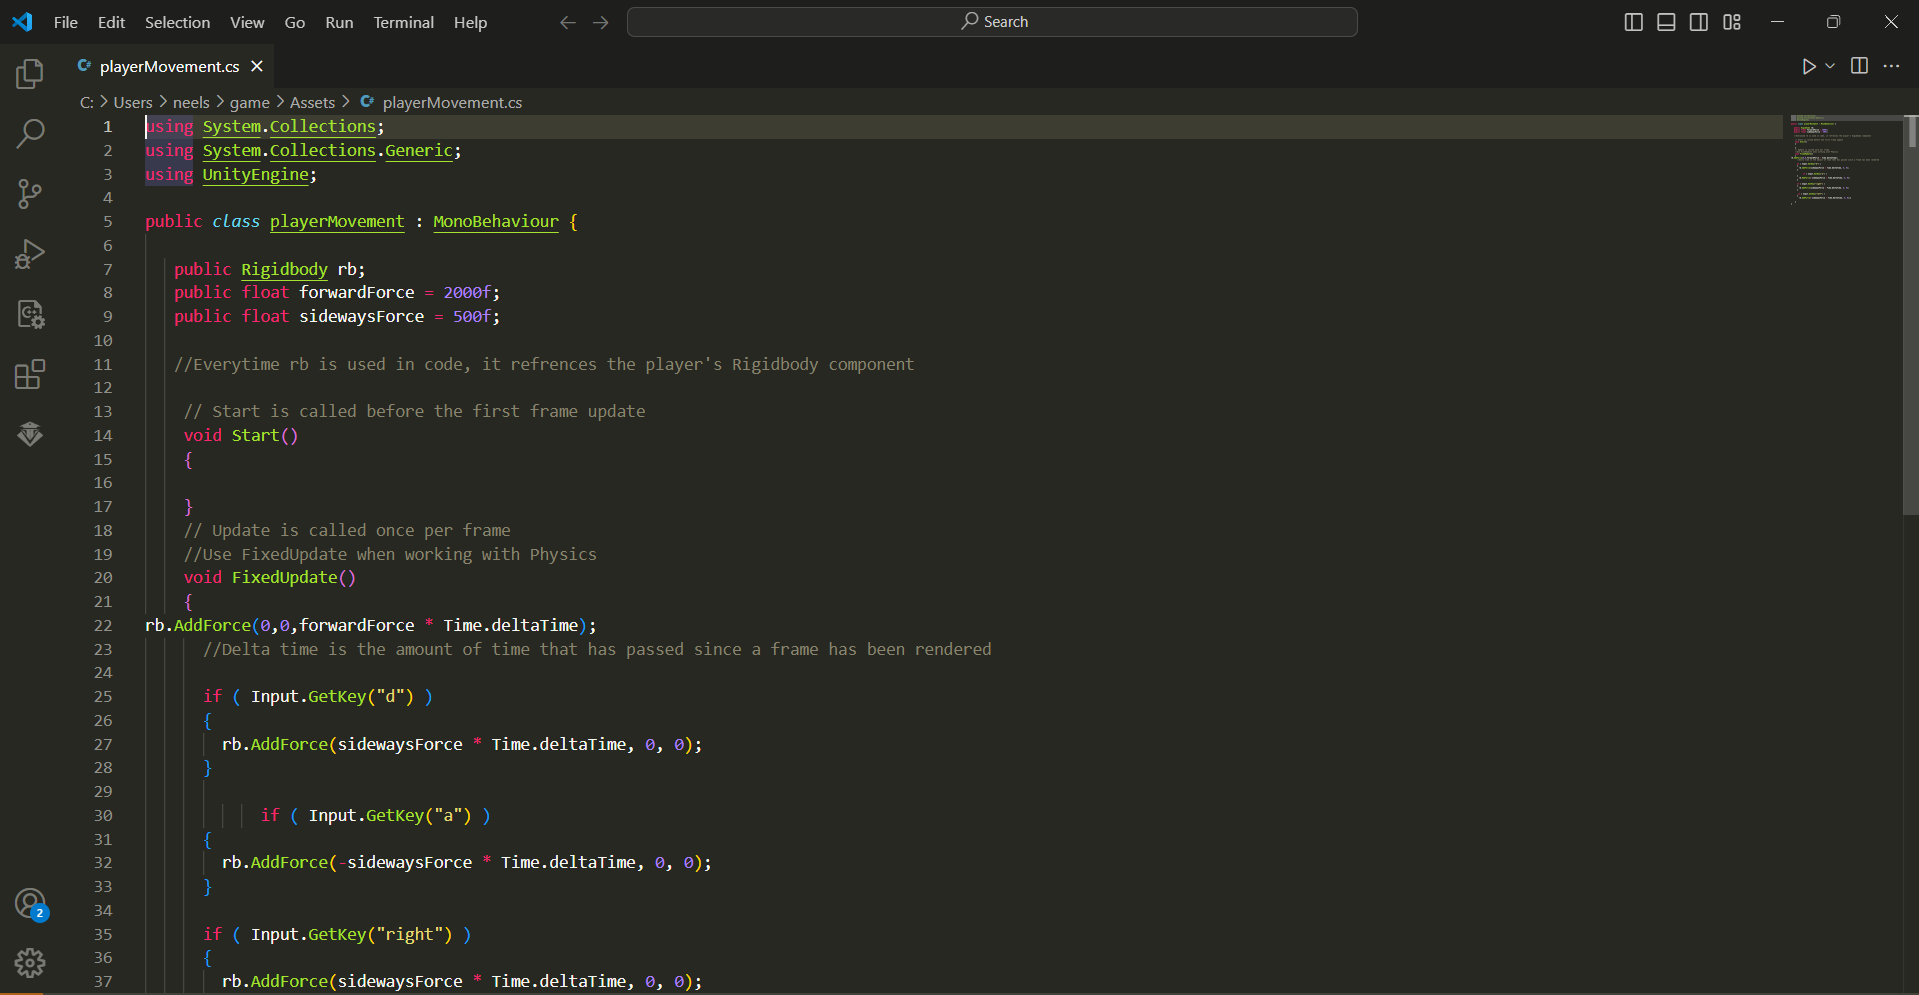 File Edit Selection View Go Run Terminal Help Search
playerMovement.cs
C: > Users > neels > game > Assets > playerMovement.cs
1 using System.Collections;
2 using System.Collections.Generic;
3 using UnityEngine;
4
5 public class playerMovement : MonoBehaviour {
6
7 public Rigidbody rb;
8 public float forwardForce = 2000f;
9 public float sidewaysForce = 500f;
10
11 //Everytime rb is used in code, it refrences the player's Rigidbody component
12
13 // Start is called before the first frame update
14 void Start()
15 {
16
17 }
18 // Update is called once per frame
19 //Use FixedUpdate when working with Physics
20 void FixedUpdate()
21 {
22 rb.AddForce(0,0,forwardForce * Time.deltaTime);
23 //Delta time is the amount of time that has passed since a frame has been rendered
24
25 if ( Input.GetKey("d") )
26 {
27 rb.AddForce(sidewaysForce * Time.deltaTime, 0, 0);
28 }
29
30 if ( Input.GetKey("a") )
31 {
32 rb.AddForce(-sidewaysForce * Time.deltaTime, 0, 0);
33 }
34
35 if ( Input.GetKey("right") )
36 {
37 rb.AddForce(sidewaysForce * Time.deltaTime, 0, 0);
2